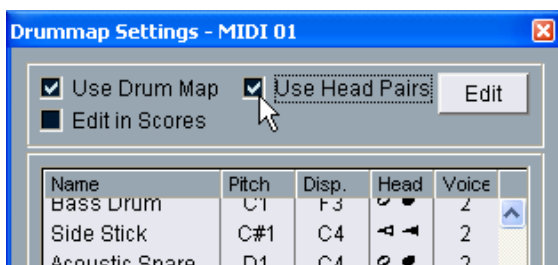 Drummap Settings - MIDI 01
Use Drum Map Use Head Pairs Edit
Edit in Scores
Name Pitch Disp. Head Voice
Bass Drum C1 F3 2
Side Stick C#1 C4 2
Acoustic Snare D1 C4 2